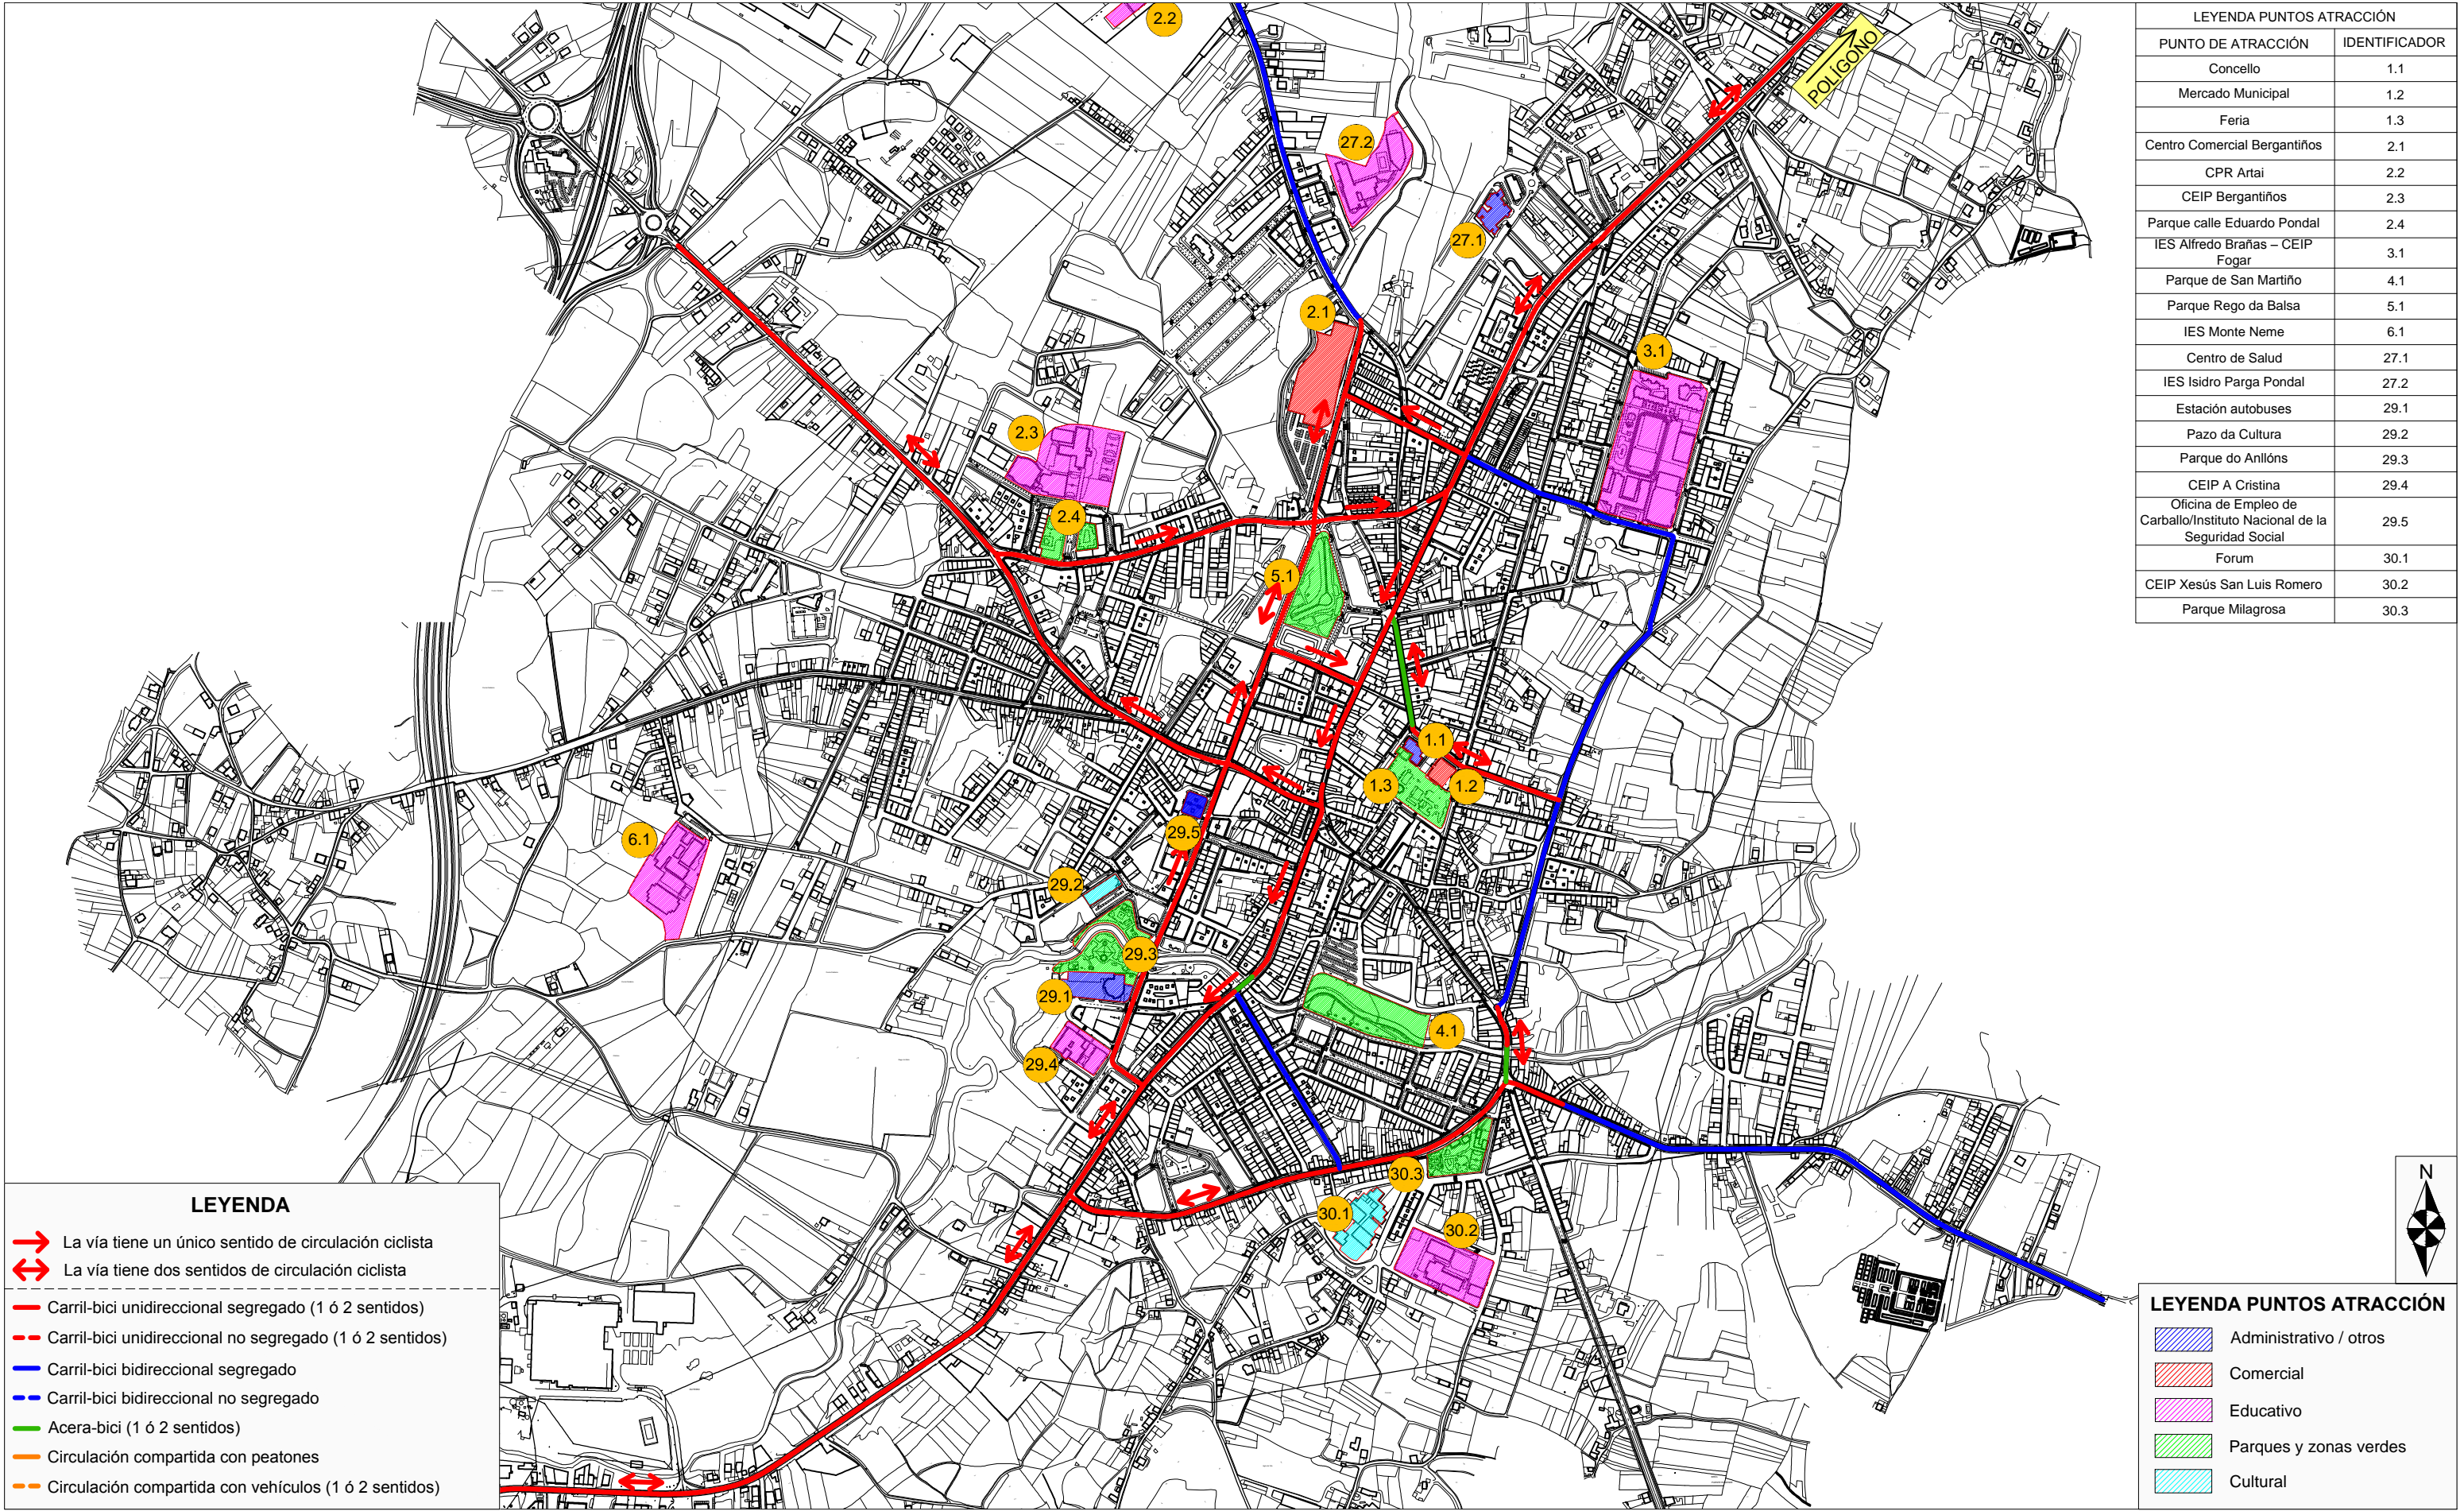 2.2
POLÍGONO
27.2
27.1
2.1
3.1
2.3
2.4
5.1
1.1
1.3
1.2
6.1
29.5
29.2
29.3
29.1
4.1
29.4
30.3
30.1
30.2
LEYENDA PUNTOS ATRACCIÓN
PUNTO DE ATRACCIÓN IDENTIFICADOR
Concello 1.1
Mercado Municipal 1.2
Feria 1.3
Centro Comercial Bergantiños 2.1
CPR Artai 2.2
CEIP Bergantiños 2.3
Parque calle Eduardo Pondal 2.4
IES Alfredo Brañas – CEIP
Fogar 3.1
Parque de San Martiño 4.1
Parque Rego da Balsa 5.1
IES Monte Neme 6.1
Centro de Salud 27.1
IES Isidro Parga Pondal 27.2
Estación autobuses 29.1
Pazo da Cultura 29.2
Parque do Anllóns 29.3
CEIP A Cristina 29.4
Oficina de Empleo de
Carballo/Instituto Nacional de la 29.5
Seguridad Social
Forum 30.1
CEIP Xesús San Luis Romero 30.2
Parque Milagrosa 30.3
LEYENDA
La vía tiene un único sentido de circulación ciclista
La vía tiene dos sentidos de circulación ciclista
Carril-bici unidireccional segregado (1 ó 2 sentidos)
Carril-bici unidireccional no segregado (1 ó 2 sentidos)
Carril-bici bidireccional segregado
Carril-bici bidireccional no segregado
Acera-bici (1 ó 2 sentidos)
Circulación compartida con peatones
Circulación compartida con vehículos (1 ó 2 sentidos)
N
LEYENDA PUNTOS ATRACCIÓN
Administrativo / otros
Comercial
Educativo
Parques y zonas verdes
Cultural